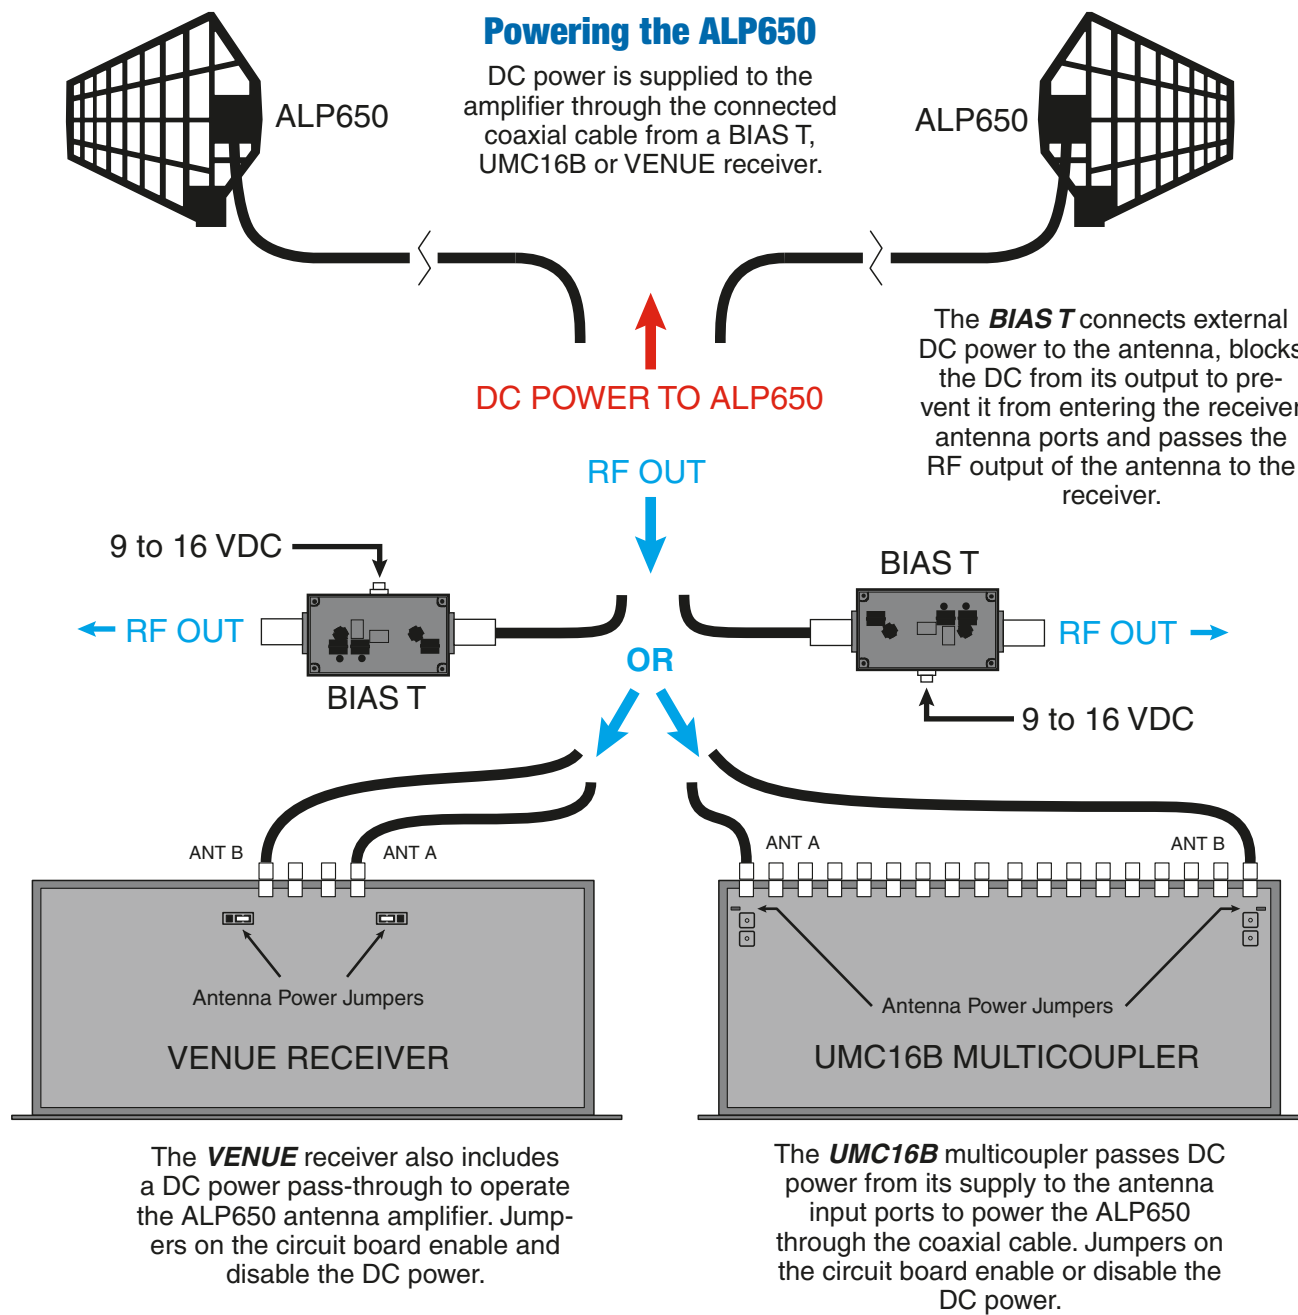 Powering the ALP650
DC power is supplied to the
amplifier through the connected
coaxial cable from a BIAS T,
UMC16B or VENUE receiver.
ALP650
ALP650
The BIAS T connects external
DC power to the antenna, blocks
the DC from its output to pre-
vent it from entering the receiver
antenna ports and passes the
RF output of the antenna to the
receiver.
DC POWER TO ALP650
RF OUT
9 to 16 VDC
RF OUT
BIAS T
BIAS T
RF OUT
9 to 16 VDC
OR
ANT B
ANT A
Antenna Power Jumpers
VENUE RECEIVER
ANT A
ANT B
Antenna Power Jumpers
UMC16B MULTICOUPLER
The VENUE receiver also includes
a DC power pass-through to operate
the ALP650 antenna amplifier. Jump-
ers on the circuit board enable and
disable the DC power.
The UMC16B multicoupler passes DC
power from its supply to the antenna
input ports to power the ALP650
through the coaxial cable. Jumpers on
the circuit board enable or disable the
DC power.